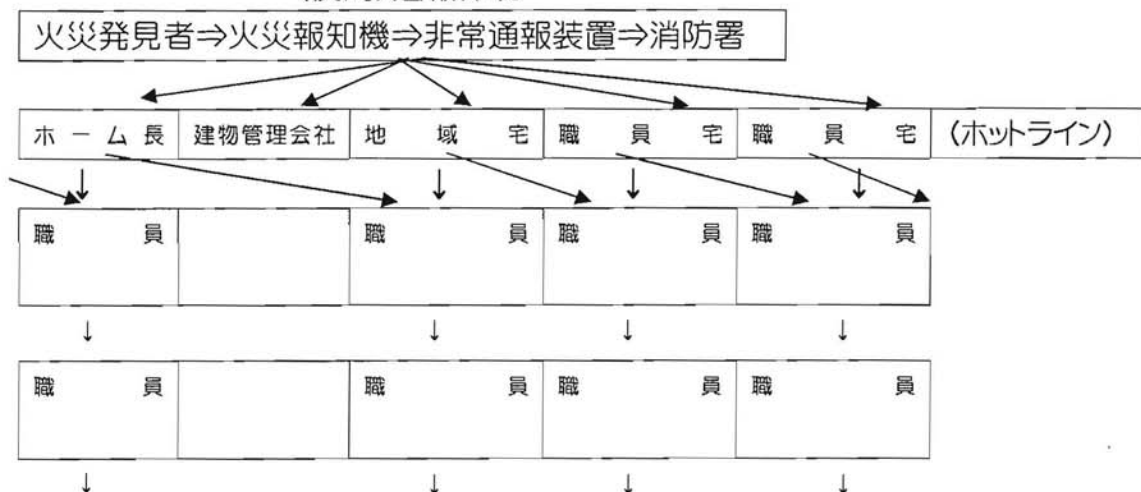 火災発見者⇒火災報知機⇒非常通報装置⇒消防署
ホーム長 建物管理会社 地域宅 職員宅 職員宅 (ホットライン)
職員 職員 職員 職員
職員 職員 職員 職員